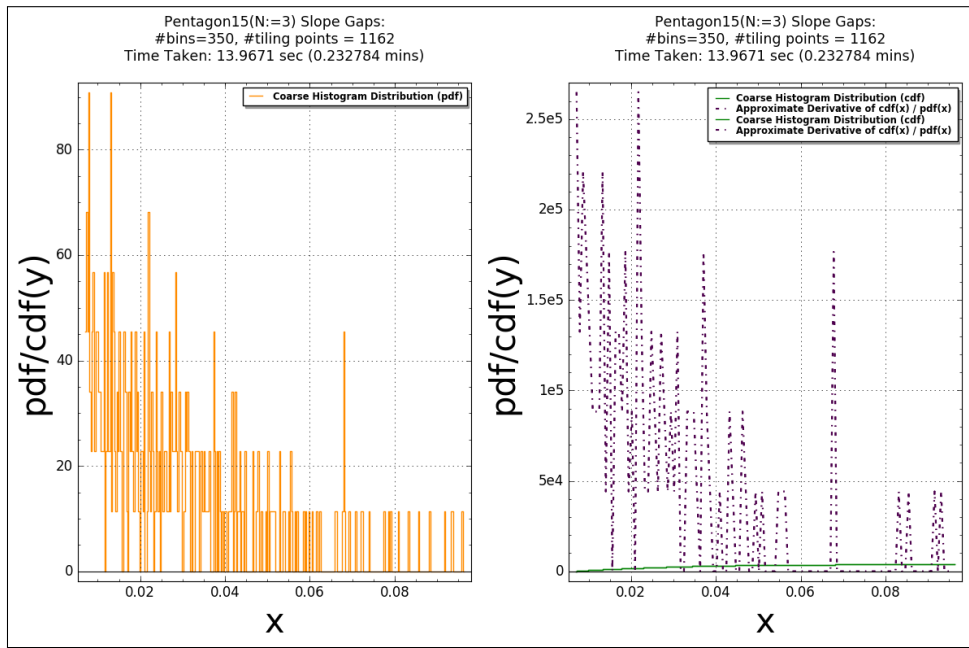 Pentagon15(N:=3) Slope Gaps:
#bins=350, #tiling points = 1162
Time Taken: 13.9671 sec (0.232784 mins)
Coarse Histogram Distribution (pdf)
80
60
40
20
0
pdf/cdf(y)
0.02 0.04 0.06 0.08
x
Pentagon15(N:=3) Slope Gaps:
#bins=350, #tiling points = 1162
Time Taken: 13.9671 sec (0.232784 mins)
Coarse Histogram Distribution (cdf)
Approximate Derivative of cdf(x) / pdf(x)
Coarse Histogram Distribution (cdf)
Approximate Derivative of cdf(x) / pdf(x)
2.5e5
2e5
1.5e5
1e5
5e4
0
pdf/cdf(y)
0.02 0.04 0.06 0.08
x